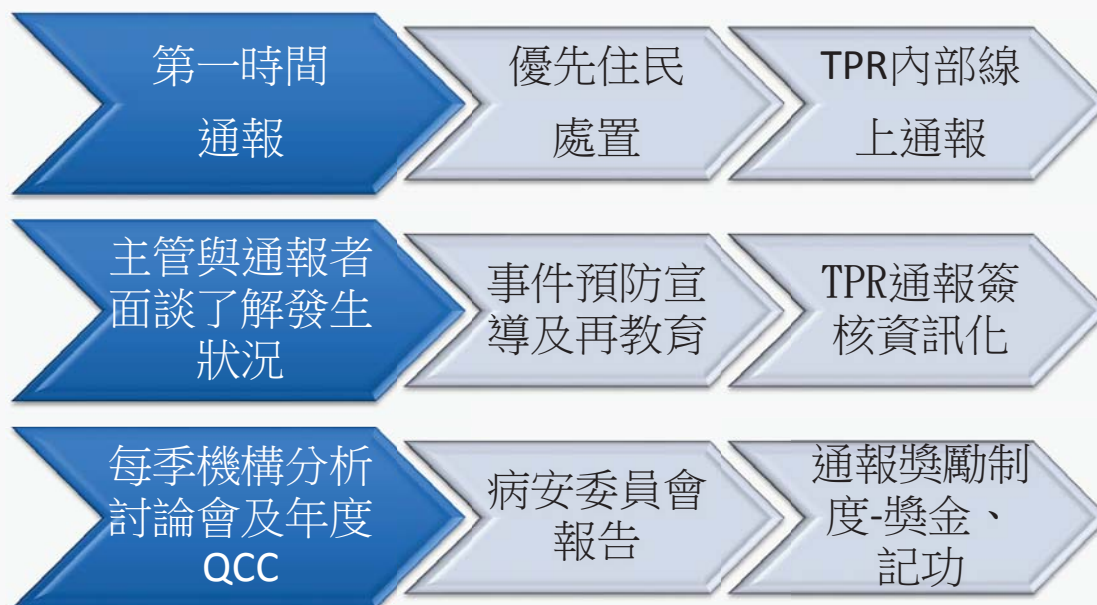 第一時間
通報
優先住民
處置
TPR內部線
上通報
主管與通報者
面談了解發生
狀況
事件預防宣
導及再教育
TPR通報簽
核資訊化
每季機構分析
討論會及年度
QCC
病安委員會
報告
通報獎勵制
度-獎金、
記功